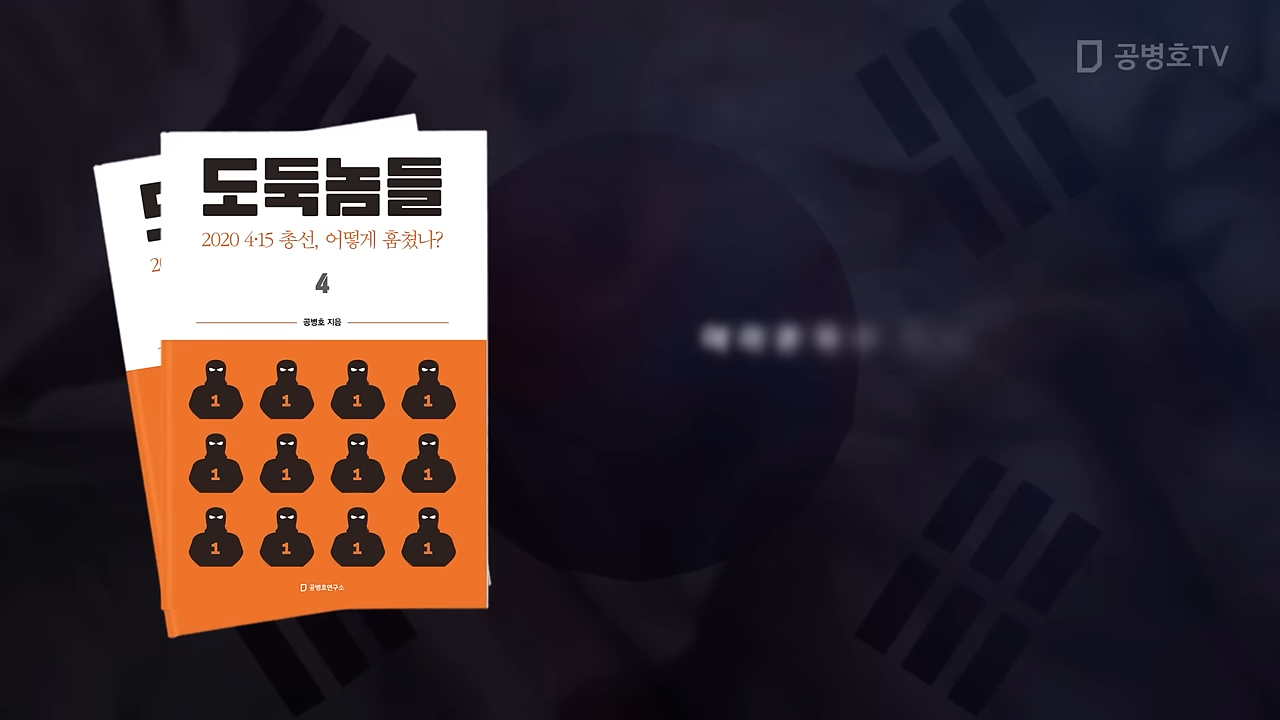 공병호TV
도둑놈들
2020 4·15 총선, 어떻게 훔쳤나?
4
공병호 지음
1 1 1 1
1 1 1 1
1 1 1 1
공병호연구소